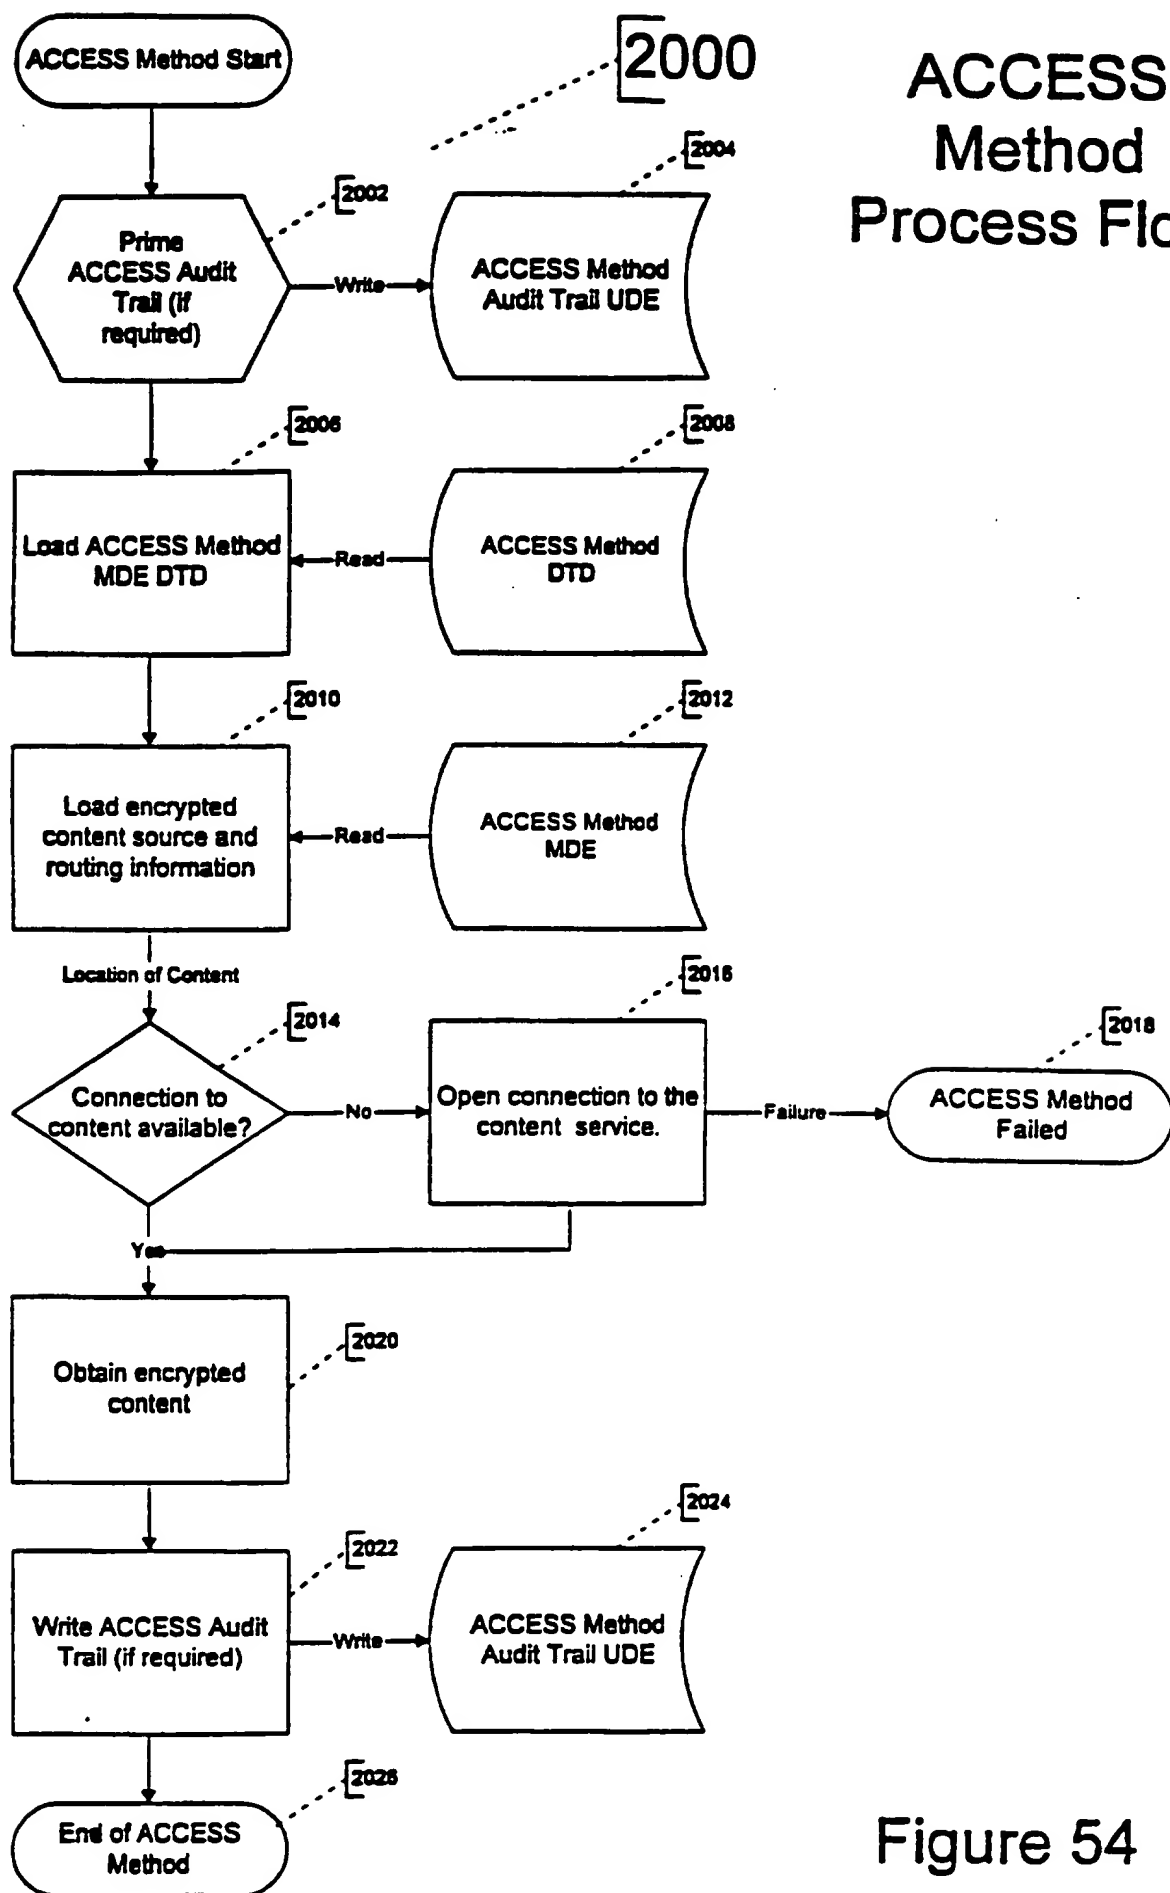 ACCESS Method Start
2000
ACCESS
Method
Process Flo
2002
2004
Prime
ACCESS Audit
Trail (if
required)
Write
ACCESS Method
Audit Trail UDE
2006
2008
Load ACCESS Method
MDE DTD
Read
ACCESS Method
DTD
2010
2012
Load encrypted
content source and
routing information
Read
ACCESS Method
MDE
Location of Content
2014
2016
2018
Connection to
content available?
No
Open connection to the
content service.
Failure
ACCESS Method
Failed
Yes
2020
Obtain encrypted
content
2022
2024
Write ACCESS Audit
Trail (if required)
Write
ACCESS Method
Audit Trail UDE
2026
End of ACCESS
Method
Figure 54